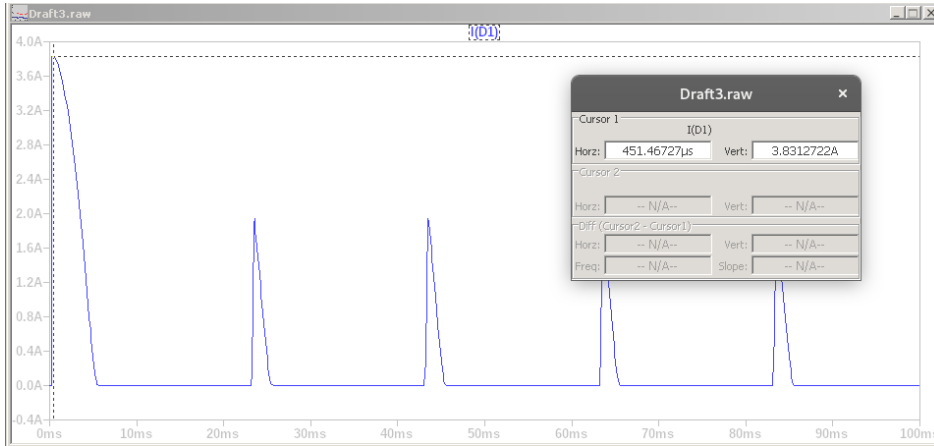 Draft3.raw
I(D1)
4.0A
3.6A
3.2A
2.8A
2.4A
2.0A
1.6A
1.2A
0.8A
0.4A
0.0A
-0.4A
0ms 10ms 20ms 30ms 40ms 50ms 60ms 70ms 80ms 90ms 100ms
Draft3.raw ×
Cursor 1
I(D1)
Horz: 451.46727µs Vert: 3.8312722A
Cursor 2
Horz: -- N/A-- Vert: -- N/A--
Diff (Cursor2 - Cursor1)
Horz: -- N/A-- Vert: -- N/A--
Freq: -- N/A-- Slope: -- N/A--